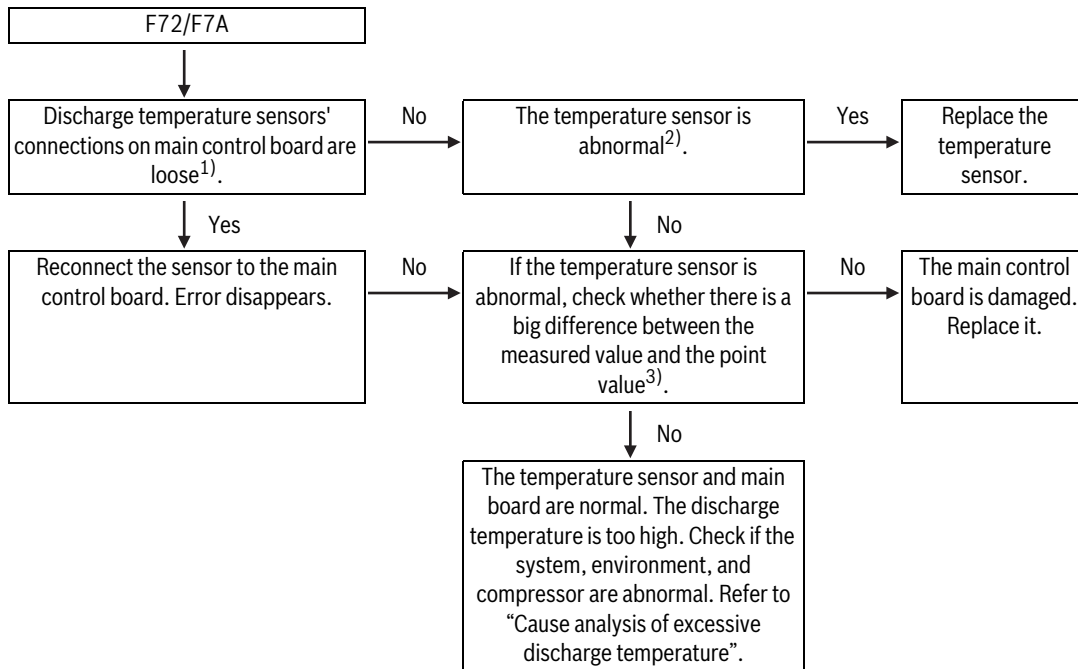 F72/F7A
Discharge temperature sensors'
connections on main control board are
loose1).
No
The temperature sensor is
abnormal2).
Yes
Replace the
temperature
sensor.
Yes
No
Reconnect the sensor to the main
control board. Error disappears.
No
If the temperature sensor is
abnormal, check whether there is a
big difference between the
measured value and the point
value3).
No
The main control
board is damaged.
Replace it.
No
The temperature sensor and main
board are normal. The discharge
temperature is too high. Check if the
system, environment, and
compressor are abnormal. Refer to
“Cause analysis of excessive
discharge temperature”.